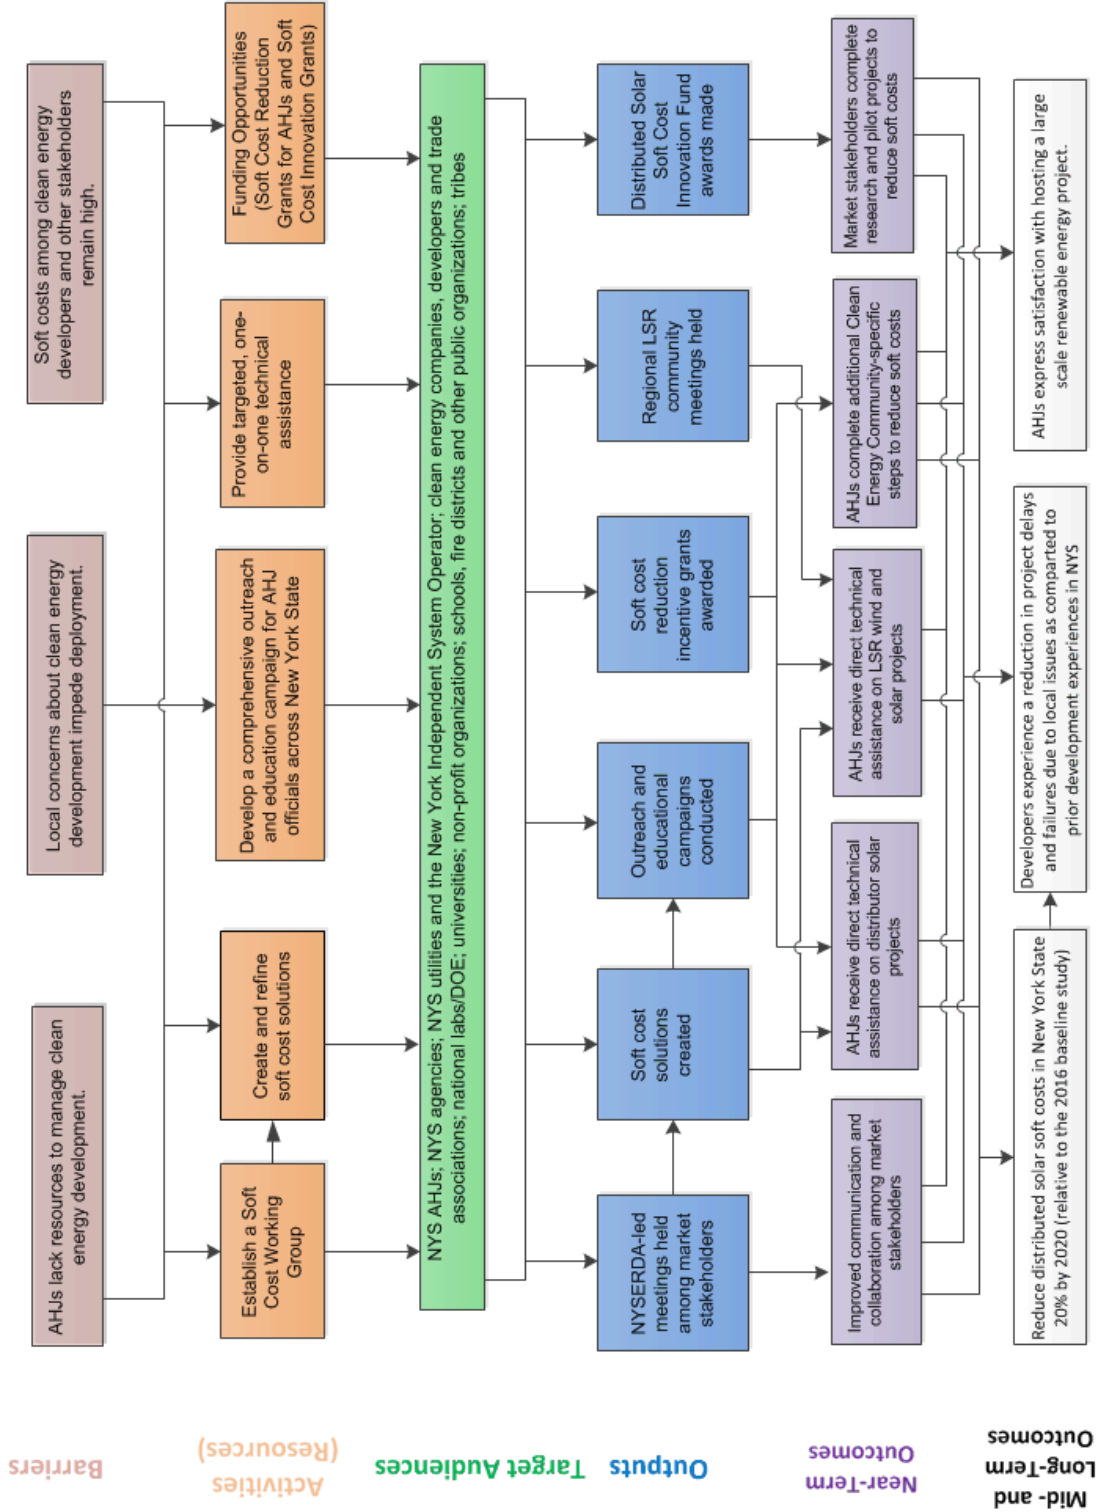 Barriers
AHJs lack resources to manage clean
energy development.
Local concerns about clean energy
development impede deployment.
Soft costs among clean energy
developers and other stakeholders
remain high.
Activities
(Resources)
Establish a Soft
Cost Working
Group
Create and refine
soft cost solutions
Develop a comprehensive outreach
and education campaign for AHJ
officials across New York State
Provide targeted, one-
on-one technical
assistance
Funding Opportunities
(Soft Cost Reduction
Grants for AHJs and Soft
Cost Innovation Grants)
Target Audiences
NYS AHJs; NYS agencies; NYS utilities and the New York Independent System Operator; clean energy companies, developers and trade
associations; national labs/DOE; universities; non-profit organizations; schools, fire districts and other public organizations; tribes
Outputs
NYSERDA-led
meetings held
among market
stakeholders
Soft cost
solutions
created
Outreach and
educational
campaigns
conducted
Soft cost
reduction
incentive grants
awarded
Regional LSR
community
meetings held
Distributed Solar
Soft Cost
Innovation Fund
awards made
Near-Term
Outcomes
Improved communication and
collaboration among market
stakeholders
AHJs receive direct technical
assistance on distributor solar
projects
AHJs receive direct technical
assistance on LSR wind and
solar projects
AHJs complete additional Clean
Energy Community-specific
steps to reduce soft costs
Market stakeholders complete
research and pilot projects to
reduce soft costs
Mid- and
Long-Term
Outcomes
Reduce distributed solar soft costs in New York State
20% by 2020 (relative to the 2016 baseline study)
Developers experience a reduction in project delays
and failures due to local issues as comparted to
prior development experiences in NYS
AHJs express satisfaction with hosting a large
scale renewable energy project.